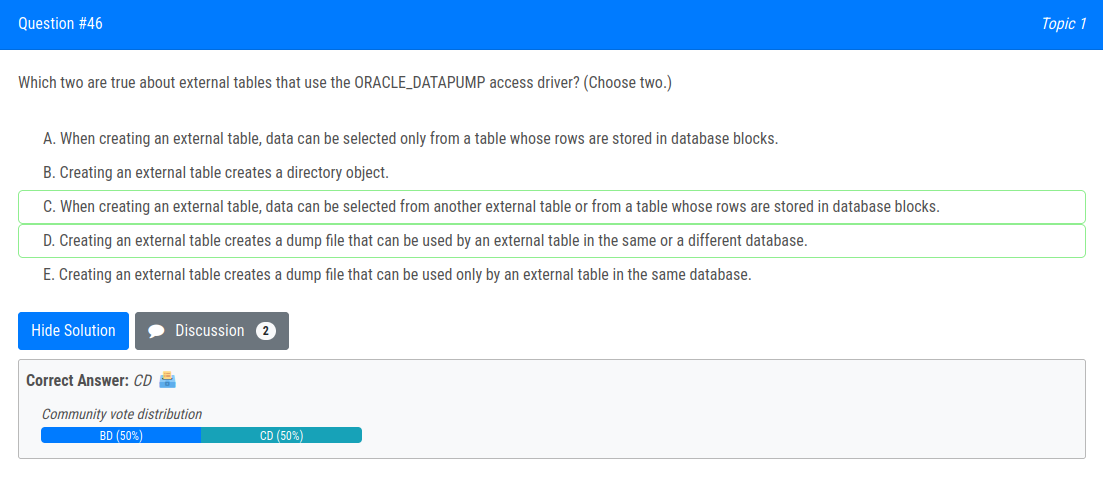 Question #46
Topic 1
Which two are true about external tables that use the ORACLE_DATAPUMP access driver? (Choose two.)
A. When creating an external table, data can be selected only from a table whose rows are stored in database blocks.
B. Creating an external table creates a directory object.
C. When creating an external table, data can be selected from another external table or from a table whose rows are stored in database blocks.
D. Creating an external table creates a dump file that can be used by an external table in the same or a different database.
E. Creating an external table creates a dump file that can be used only by an external table in the same database.
Hide Solution
Discussion 2
Correct Answer: CD
Community vote distribution
BD (50%)
CD (50%)